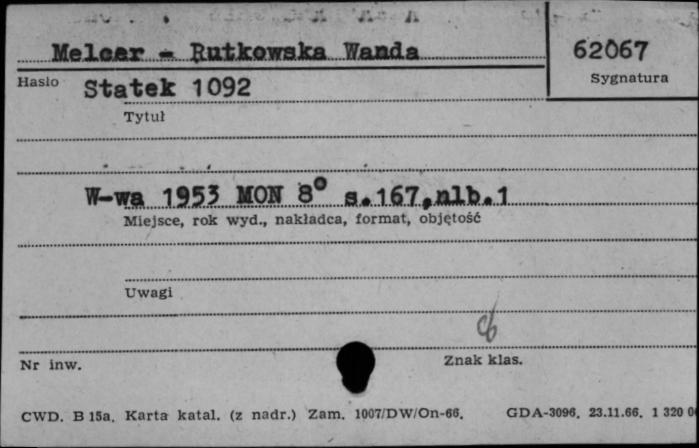 Melcer - Rutkowska Wanda
62067
Hasło
Sygnatura
Statek 1092
Tytuł
W-wa 1953 MON 8° s.167,nlb.1
Miejsce, rok wyd., nakładca, format, objętość
Uwagi
Nr inw.
Znak klas.
CWD. B 15a. Karta katal. (z nadr.) Zam. 1007/DW/On-66. GDA-3096. 23.11.66. 1 320 0